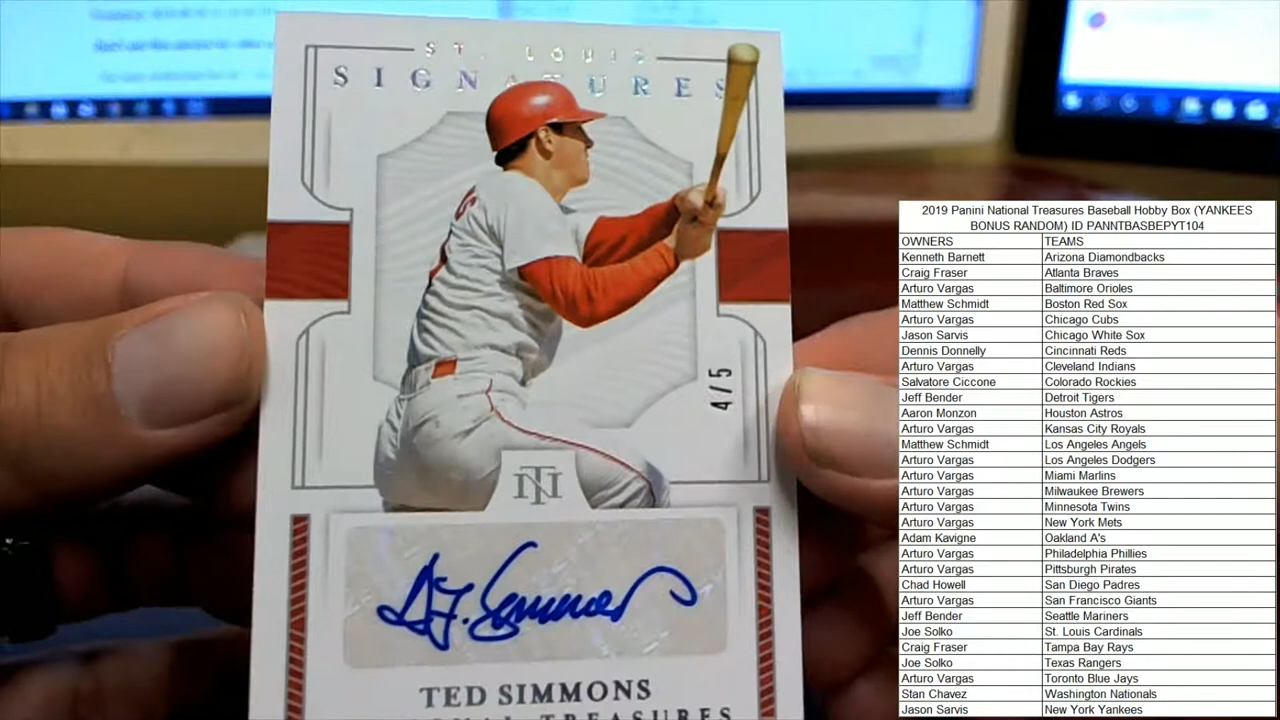 ST. LOUIS
SIGNATURES
4/5
NT
TED SIMMONS
NATIONAL TREASURES
2019 Panini National Treasures Baseball Hobby Box (YANKEES
BONUS RANDOM) ID PANNTBASBEPYT104
OWNERS TEAMS
Kenneth Barnett Arizona Diamondbacks
Craig Fraser Atlanta Braves
Arturo Vargas Baltimore Orioles
Matthew Schmidt Boston Red Sox
Arturo Vargas Chicago Cubs
Jason Sarvis Chicago White Sox
Dennis Donnelly Cincinnati Reds
Arturo Vargas Cleveland Indians
Salvatore Ciccone Colorado Rockies
Jeff Bender Detroit Tigers
Aaron Monzon Houston Astros
Arturo Vargas Kansas City Royals
Matthew Schmidt Los Angeles Angels
Arturo Vargas Los Angeles Dodgers
Arturo Vargas Miami Marlins
Arturo Vargas Milwaukee Brewers
Arturo Vargas Minnesota Twins
Arturo Vargas New York Mets
Adam Kavigne Oakland A's
Arturo Vargas Philadelphia Phillies
Arturo Vargas Pittsburgh Pirates
Chad Howell San Diego Padres
Arturo Vargas San Francisco Giants
Jeff Bender Seattle Mariners
Joe Solko St. Louis Cardinals
Craig Fraser Tampa Bay Rays
Joe Solko Texas Rangers
Arturo Vargas Toronto Blue Jays
Stan Chavez Washington Nationals
Jason Sarvis New York Yankees